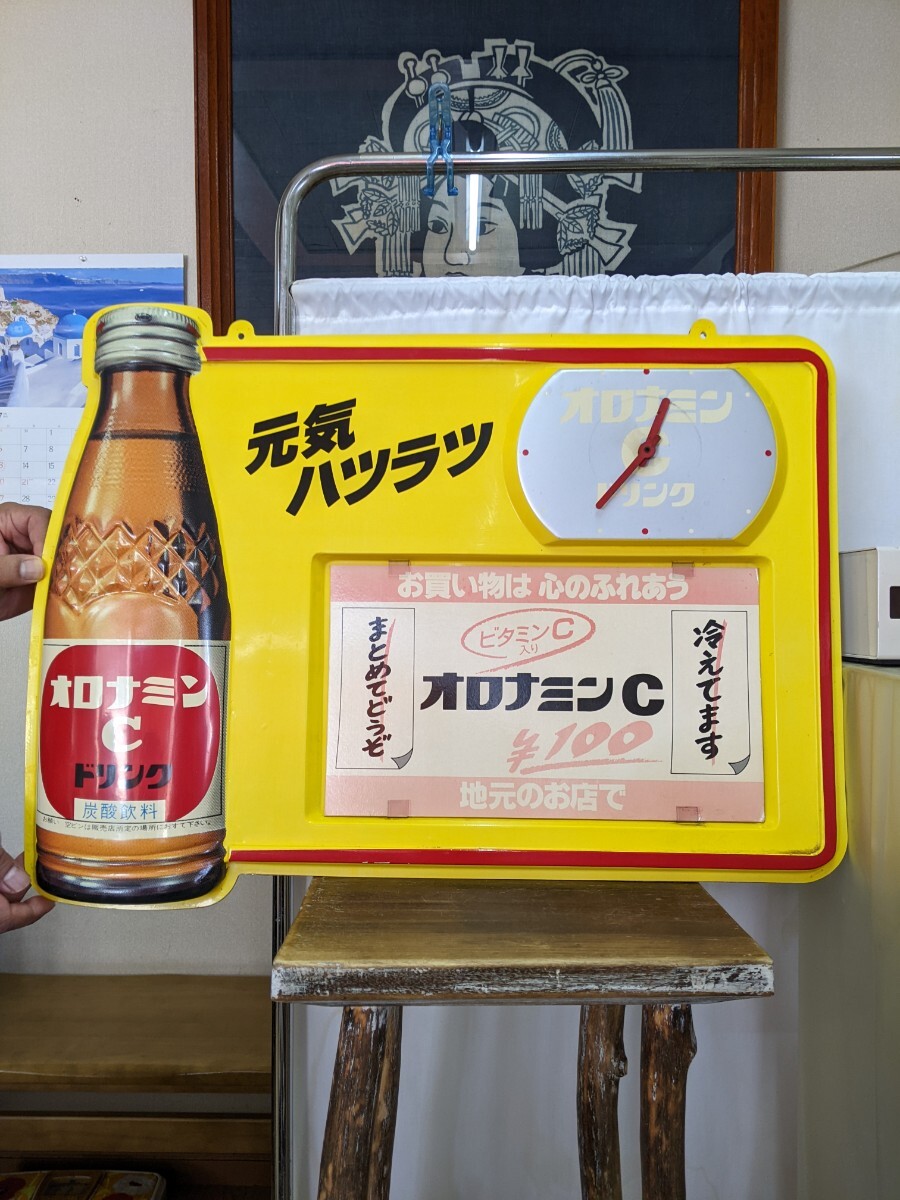 元気
ハツラツ
オロナミン
C
ドリンク
お買い物は 心のふれあう
まとめてどうぞ
ビタミンC
入り
オロナミンC
¥100
冷えてます
地元のお店で
オロナミン
C
ドリンク
炭酸飲料